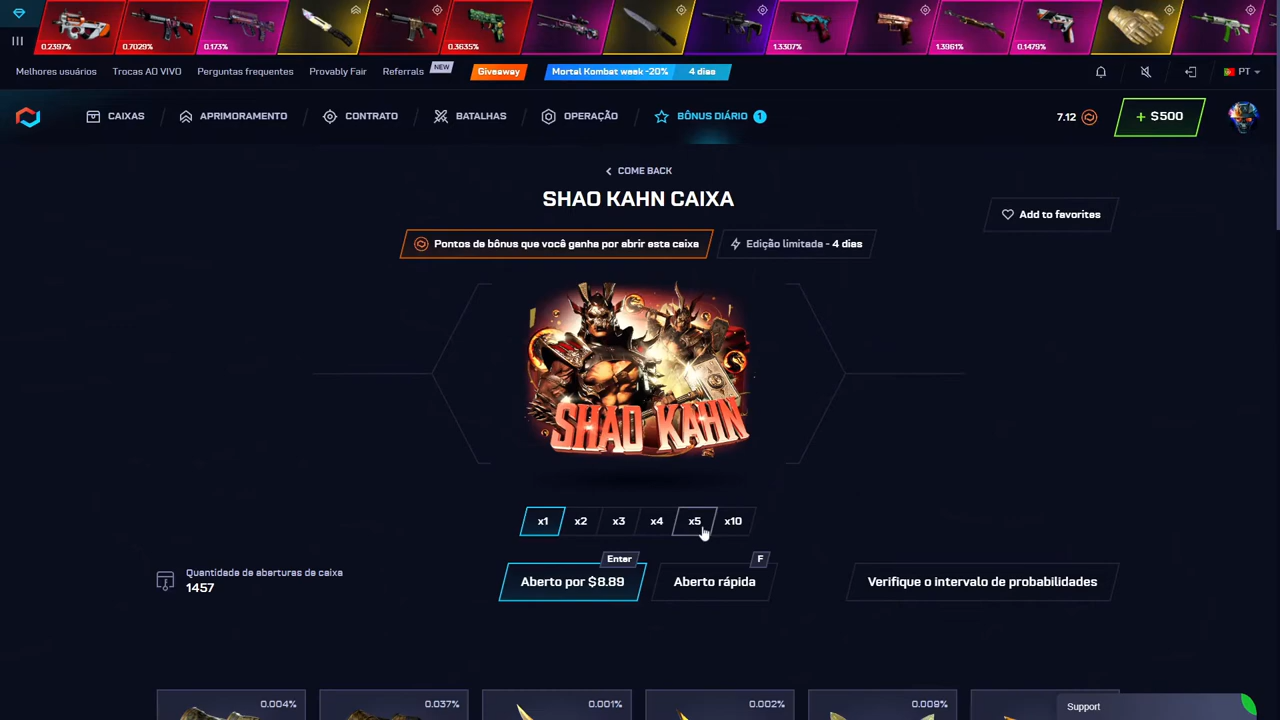 0.2397%
0.7029%
0.173%
0.3635%
1.3307%
1.3961%
0.1479%
Melhores usuários
Trocas AO VIVO
Perguntas frequentes
Provably Fair
Referrals
NEW
Giveaway
Mortal Kombat week -20%
4 dias
PT
CAIXAS
APRIMORAMENTO
CONTRATO
BATALHAS
OPERAÇÃO
BÔNUS DIÁRIO 1
7.12
+ $500
COME BACK
SHAO KAHN CAIXA
Add to favorites
Pontos de bônus que você ganha por abrir esta caixa
Edição limitada - 4 dias
SHAO KAHN
x1
x2
x3
x4
x5
x10
Enter
F
Quantidade de aberturas de caixa
1457
Aberto por $8.89
Aberto rápida
Verifique o intervalo de probabilidades
0.004%
0.037%
0.001%
0.002%
0.009%
Support